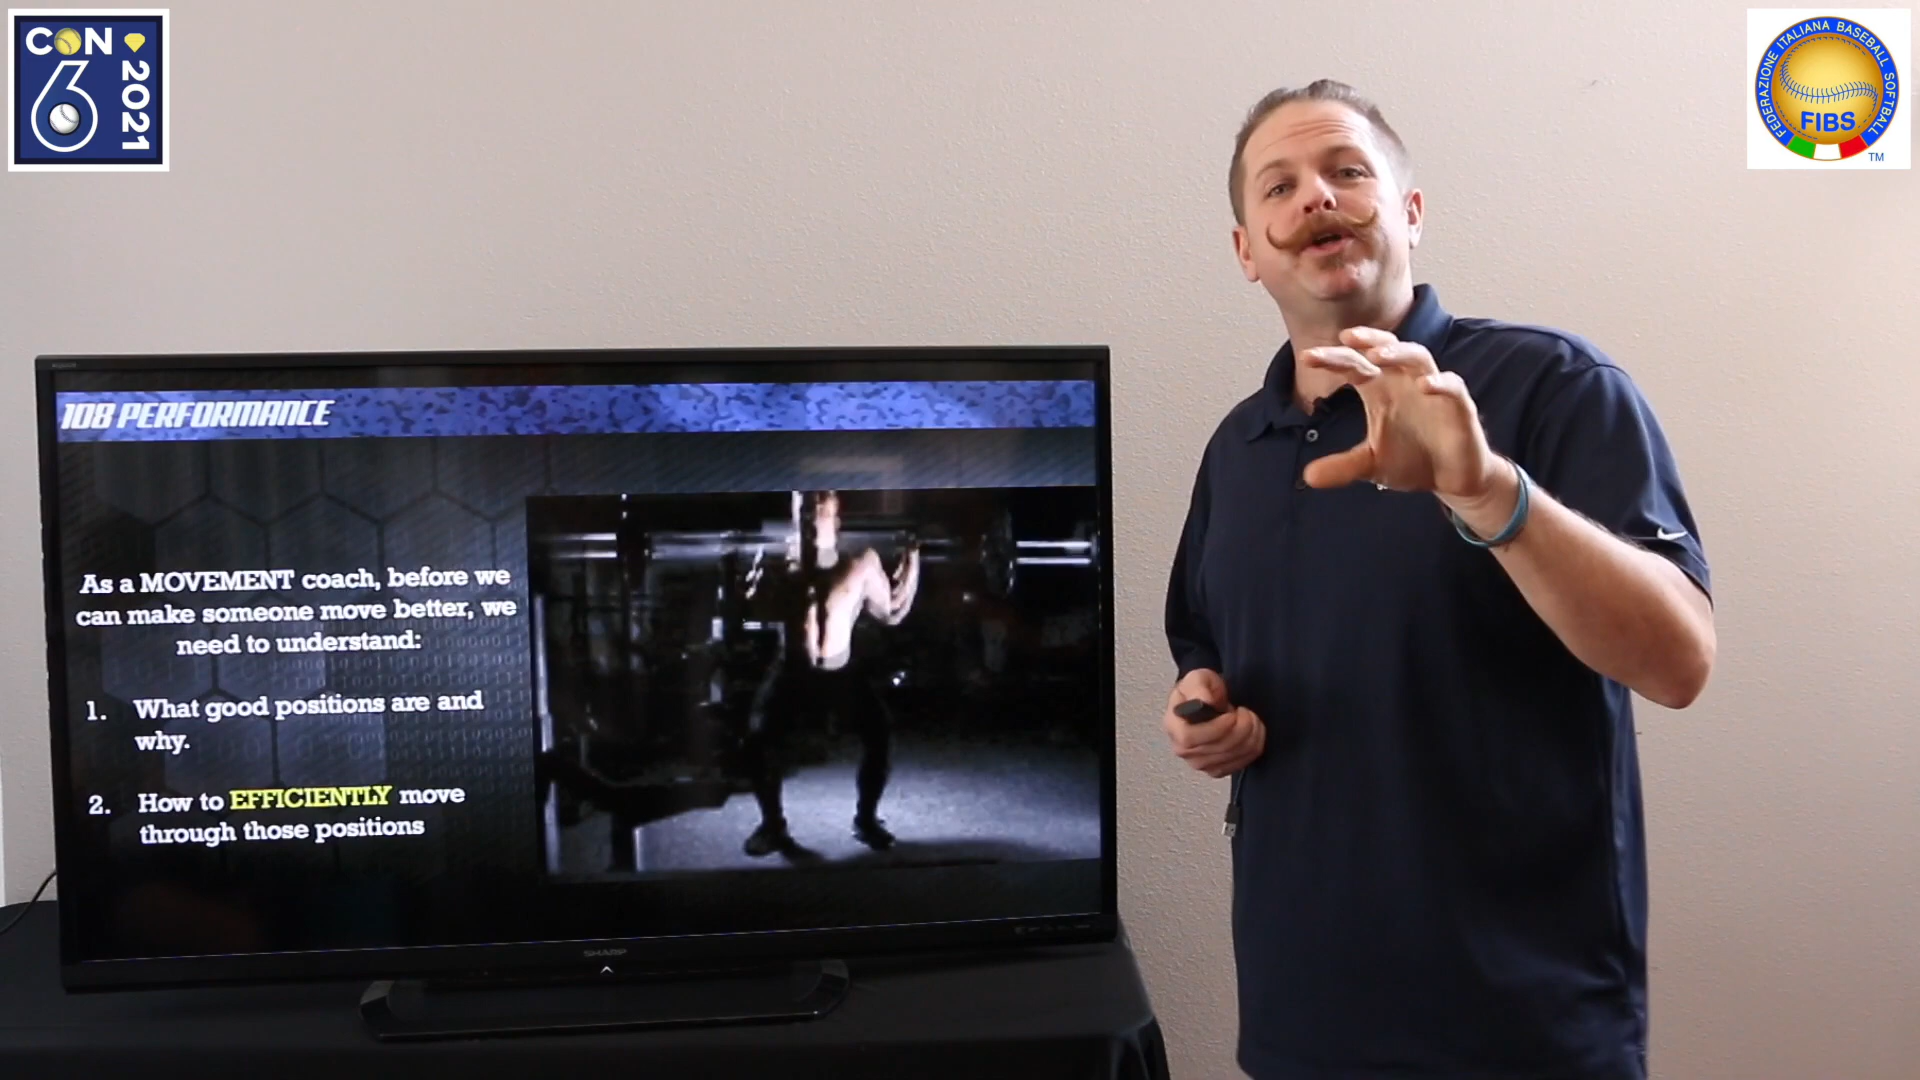 CON
6
2021
FEDERAZIONE ITALIANA BASEBALL SOFTBALL
FIBS
TM
108 PERFORMANCE
As a MOVEMENT coach, before we
can make someone move better, we
need to understand:
1. What good positions are and
why.
2. How to EFFICIENTLY move
through those positions
SHARP